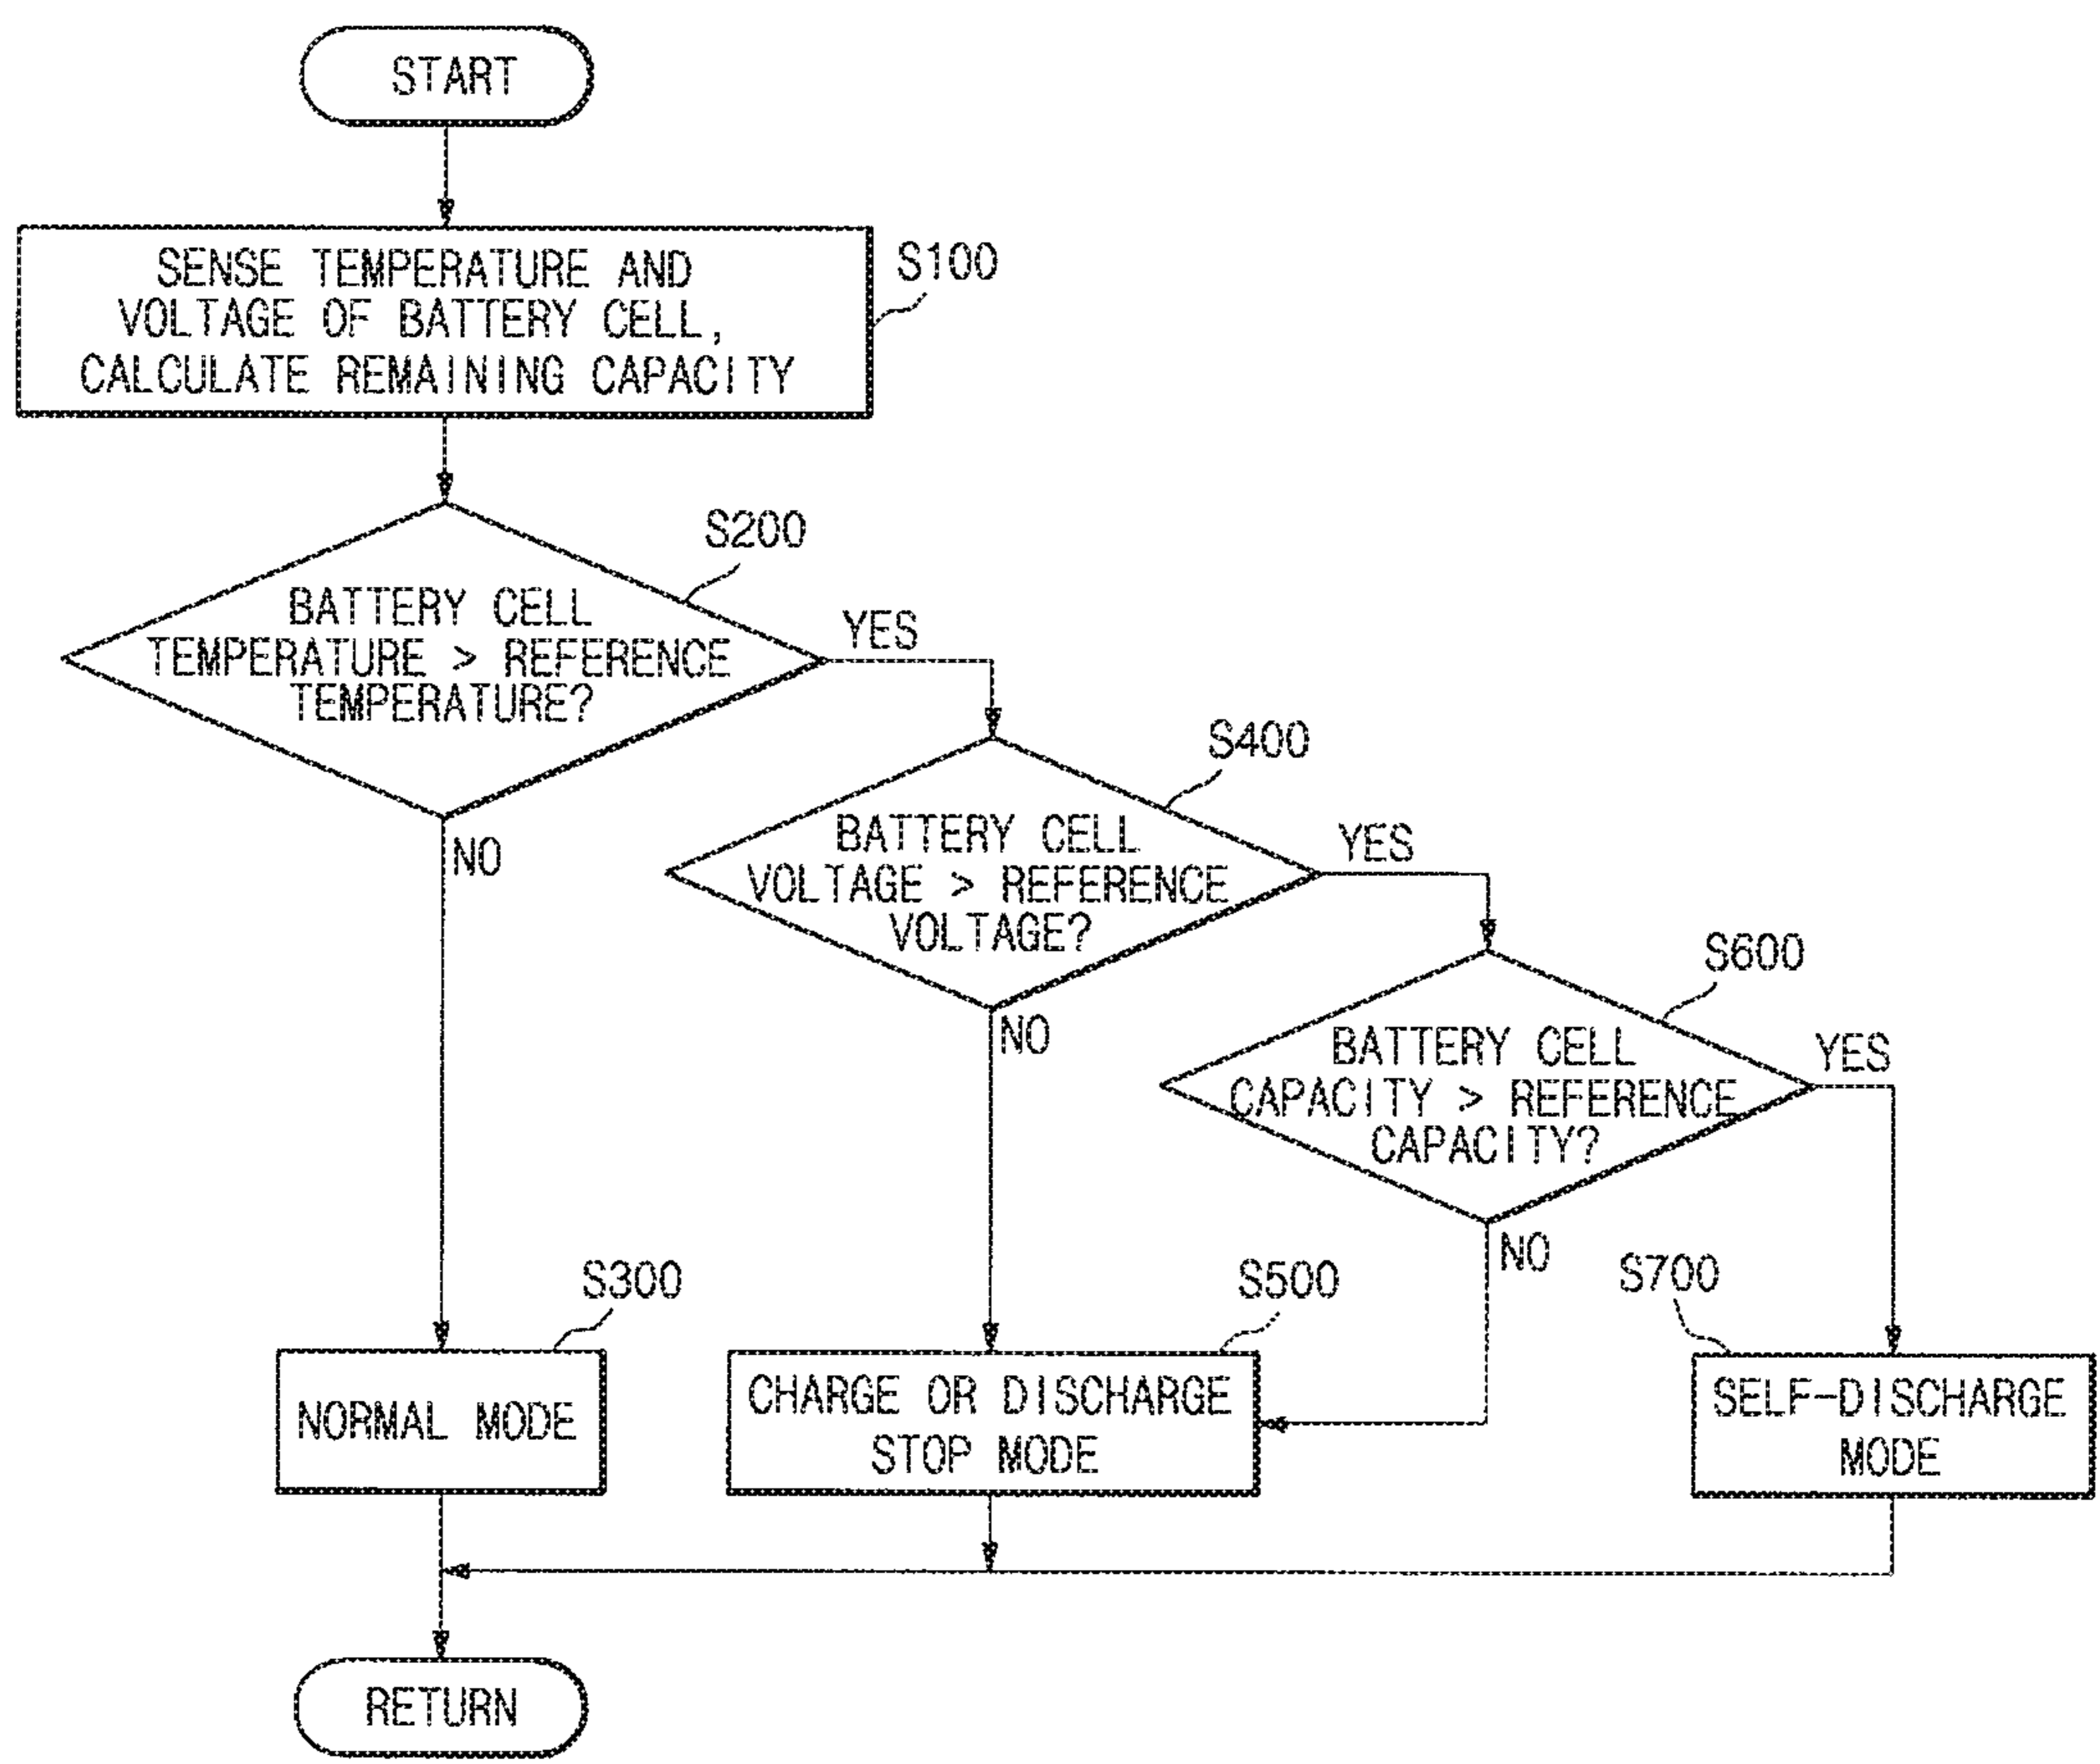 START
SENSE TEMPERATURE AND
VOLTAGE OF BATTERY CELL,
CALCULATE REMAINING CAPACITY
S100
S200
BATTERY CELL
TEMPERATURE > REFERENCE
TEMPERATURE?
YES
NO
S400
BATTERY CELL
VOLTAGE > REFERENCE
VOLTAGE?
YES
NO
S600
BATTERY CELL
CAPACITY > REFERENCE
CAPACITY?
YES
NO
S300
NORMAL MODE
S500
CHARGE OR DISCHARGE
STOP MODE
S700
SELF-DISCHARGE
MODE
RETURN